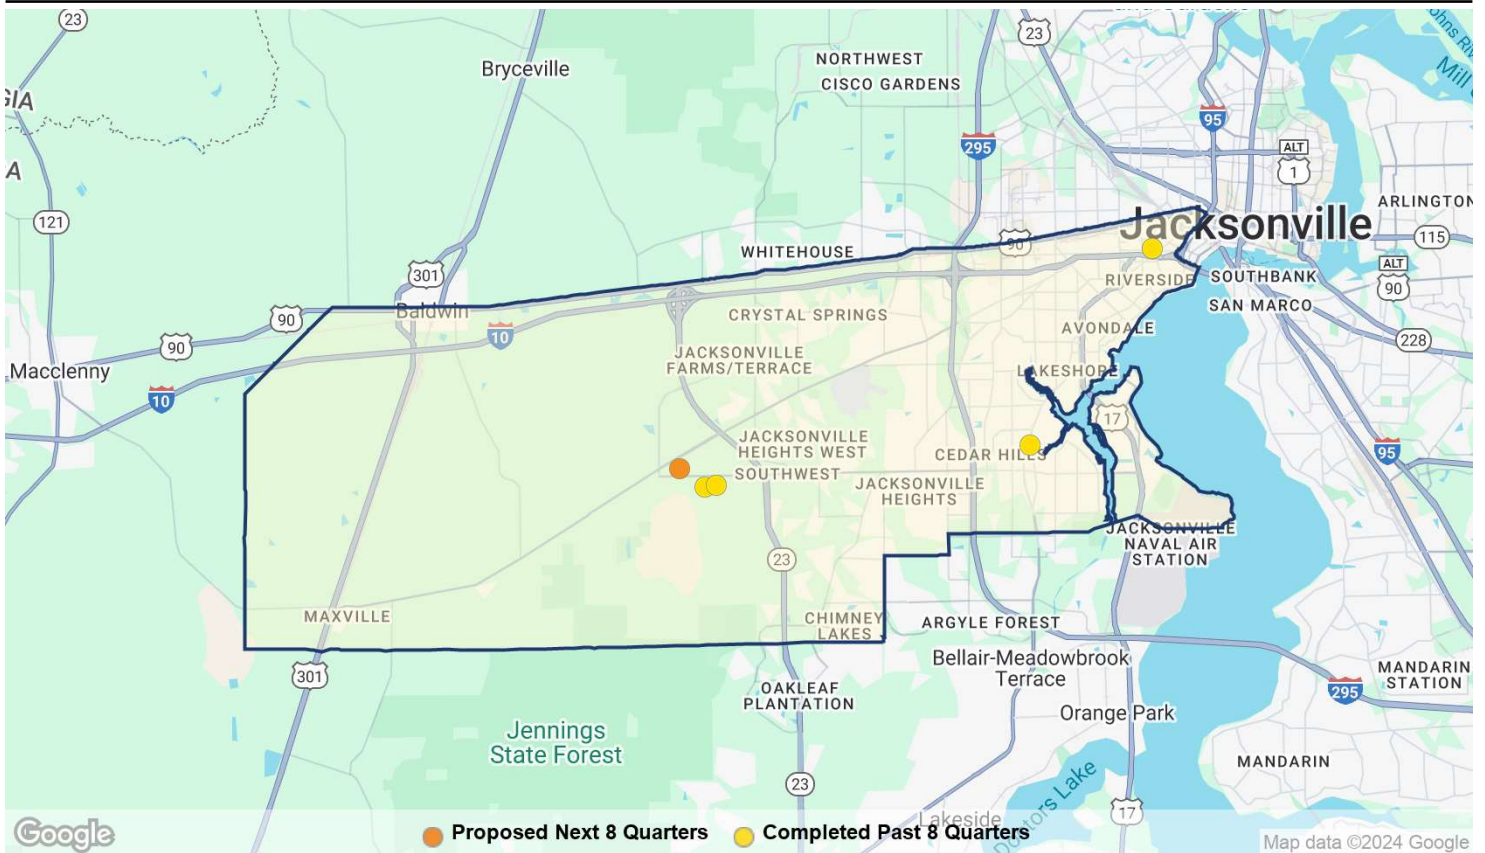 23
Bryceville
NORTHWEST
CISCO GARDENS
23
295
95
ALT
1
Mill
GIA
A
121
301
90
90
Baldwin
10
WHITEHOUSE
90
Jacksonville
ARLINGTON
115
ALT
90
RIVERSIDE
SOUTHBANK
SAN MARCO
228
CRYSTAL SPRINGS
AVONDALE
JACKSONVILLE
FARMS/TERRACE
LAKESHORE
Macclenny
10
17
JACKSONVILLE
HEIGHTS WEST
SOUTHWEST
CEDAR HILLS
95
JACKSONVILLE
HEIGHTS
JACKSONVILLE
NAVAL AIR
STATION
23
MAXVILLE
CHIMNEY
LAKES
ARGYLE FOREST
301
Bellair-Meadowbrook
Terrace
MANDARIN
STATION
295
OAKLEAF
PLANTATION
Orange Park
Jennings
State Forest
MANDARIN
23
Doctors Lake
17
Lakeside
Google
Proposed Next 8 Quarters
Completed Past 8 Quarters
Map data ©2024 Google